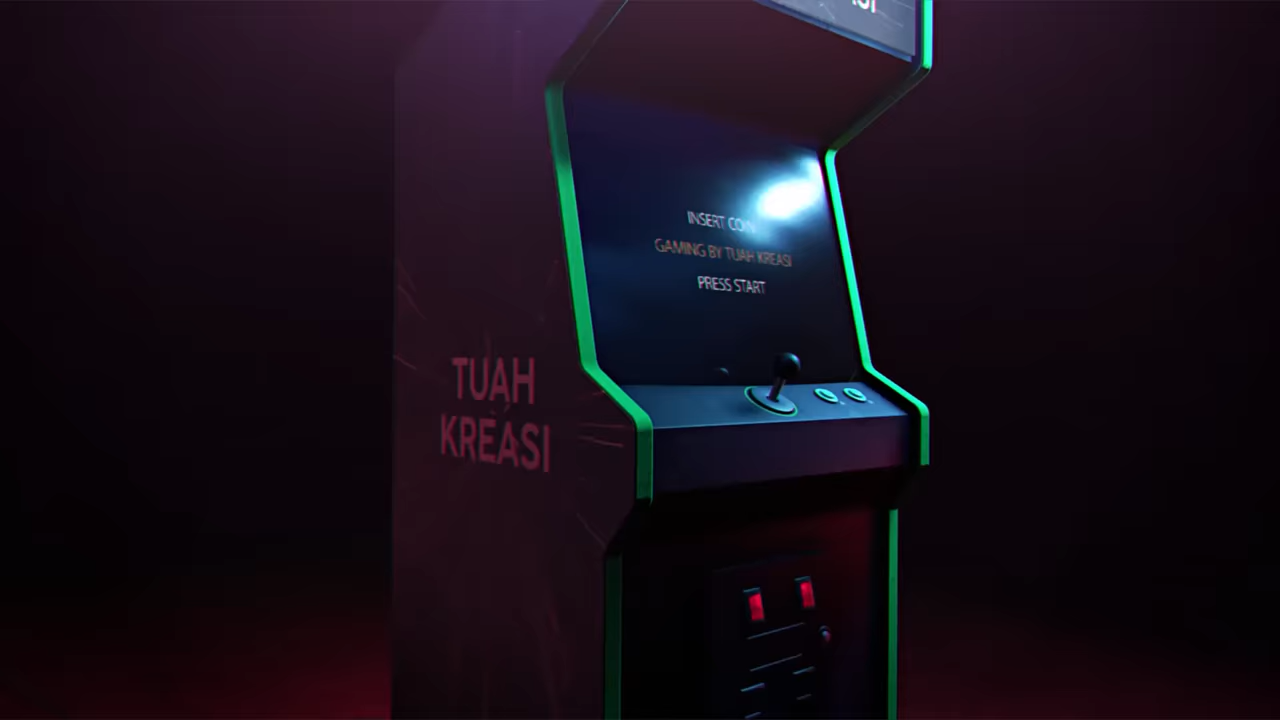 INSERT COIN
GAMING BY TUAH KREASI
PRESS START
TUAH
KREASI